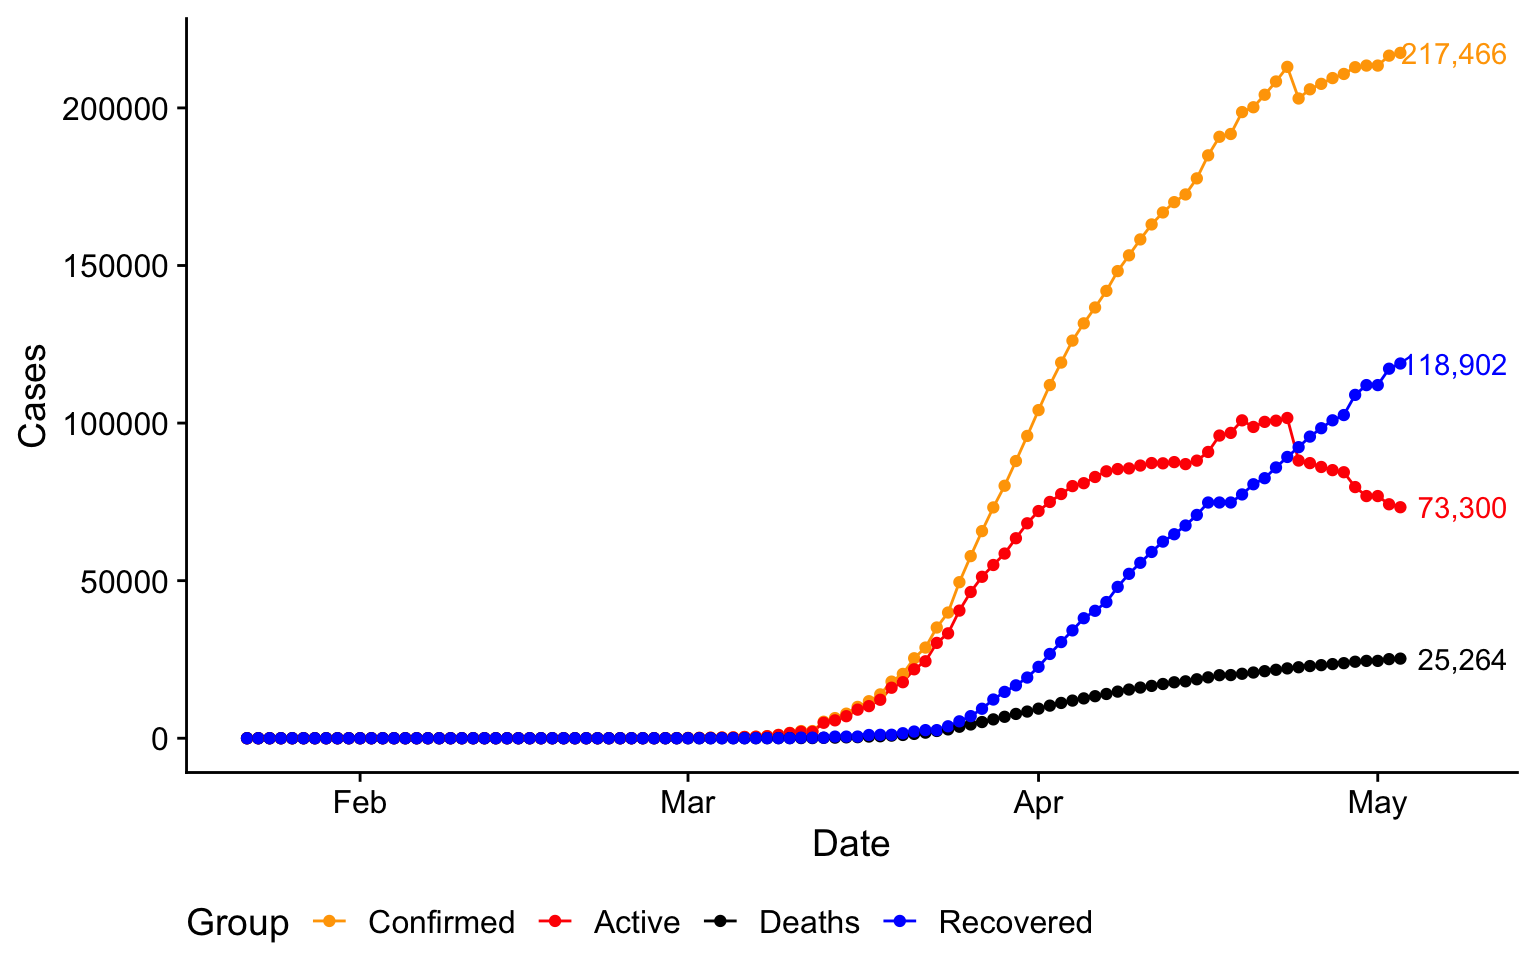 217,466
200000
150000
118,902
100000
73,300
50000
25,264
0
Cases
Feb Mar Apr May
Date
Group Confirmed Active Deaths Recovered